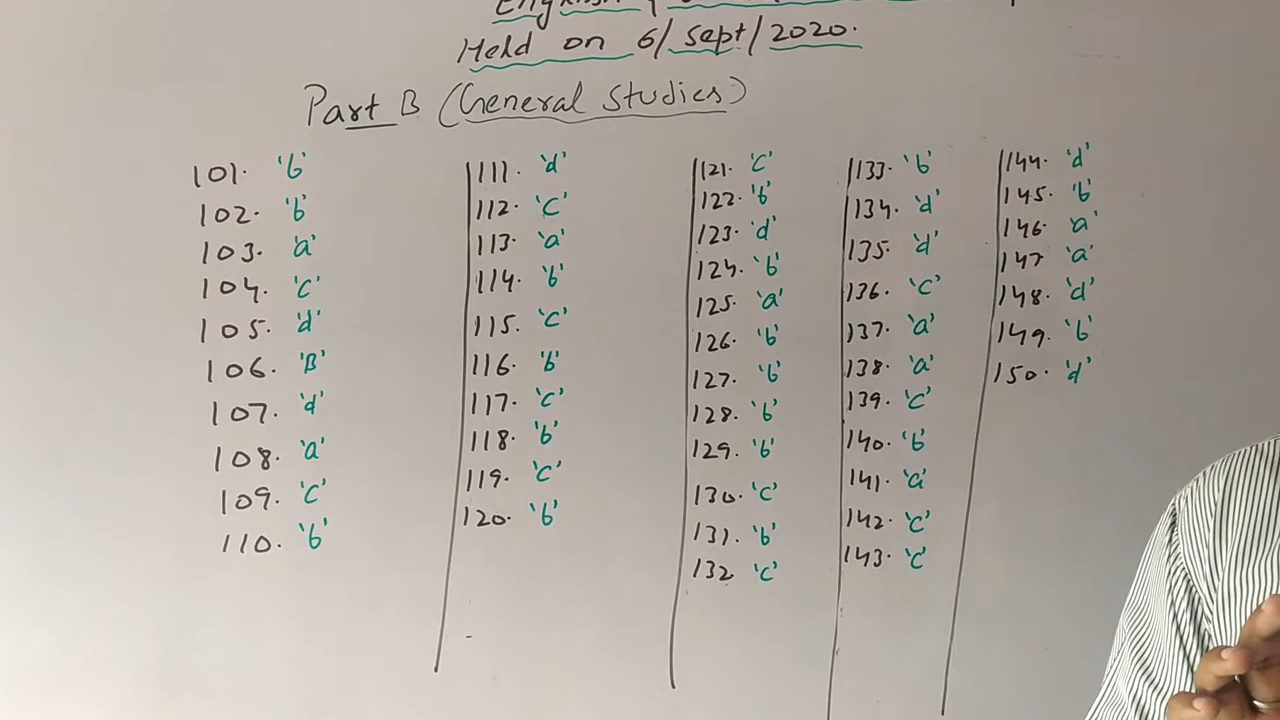 English
Held on 6/Sept/2020.
Part B (General Studies)
101. 'b'
102. 'b'
103. 'a'
104. 'c'
105. 'd'
106. 'B'
107. 'd'
108. 'a'
109. 'c'
110. 'b'
111. 'd'
112. 'c'
113. 'a'
114. 'b'
115. 'c'
116. 'b'
117. 'c'
118. 'b'
119. 'c'
120. 'b'
121. 'c'
122. 'b'
123. 'd'
124. 'b'
125. 'a'
126. 'b'
127. 'b'
128. 'b'
129. 'b'
130. 'c'
131. 'b'
132 'c'
133. 'b'
134. 'd'
135. 'd'
136. 'c'
137. 'a'
138. 'a'
139. 'c'
140. 'b'
141. 'a'
142. 'c'
143. 'c'
144. 'd'
145. 'b'
146. 'a'
147. 'a'
148. 'd'
149. 'b'
150. 'd'